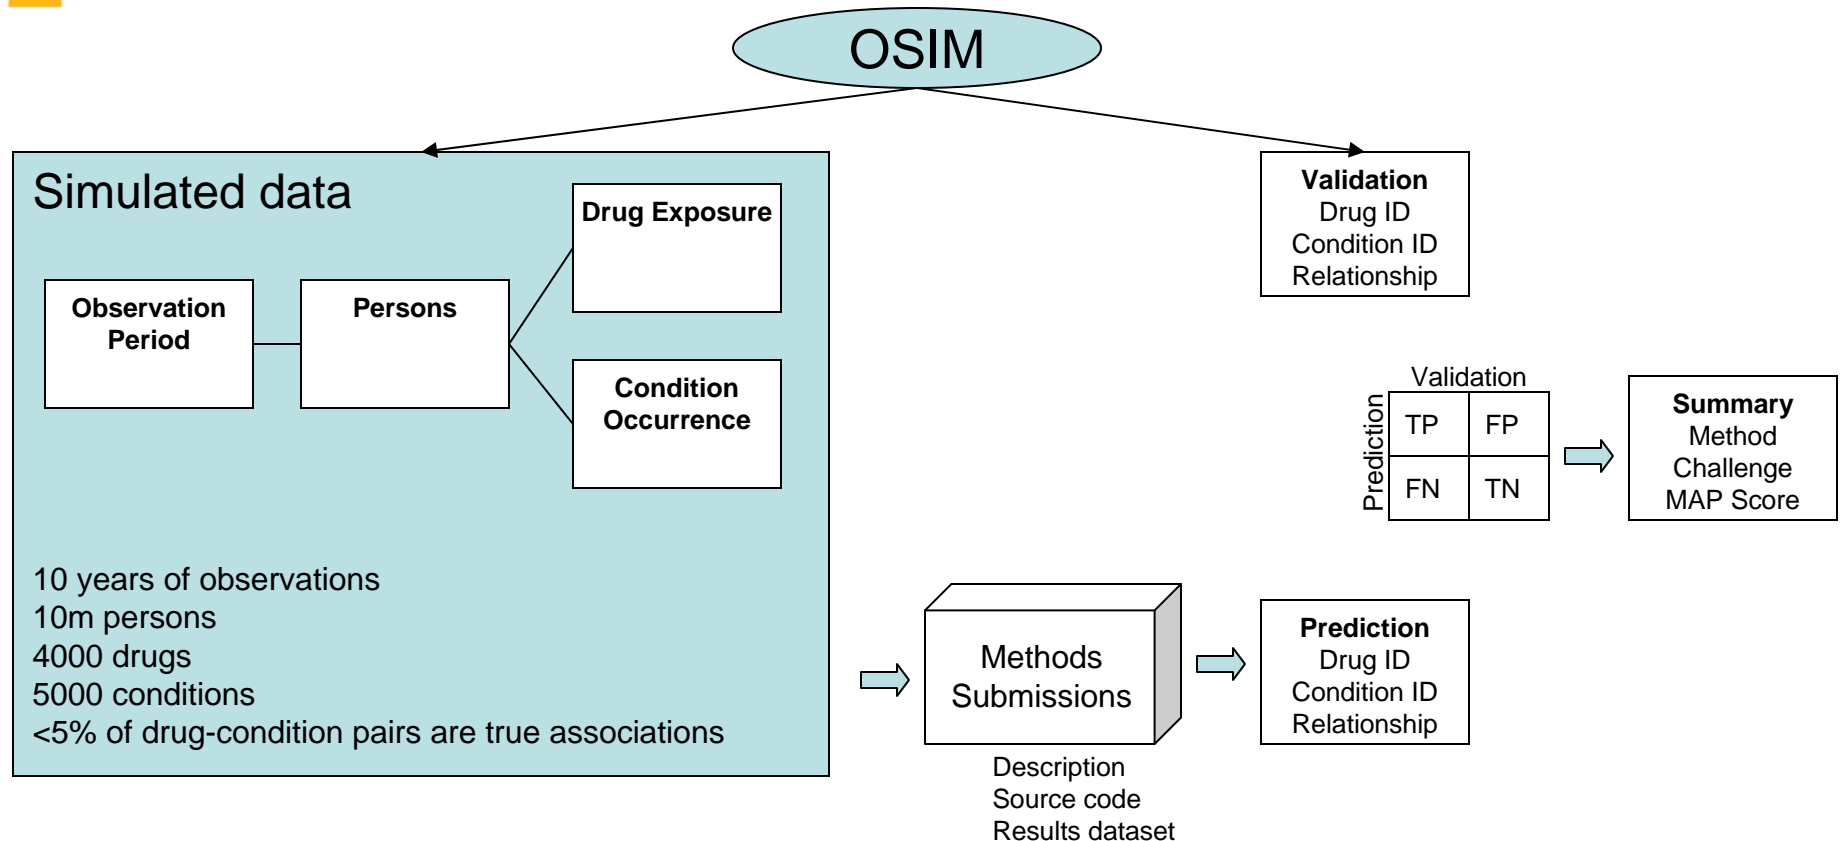 OSIM
Simulated data
Observation
Period
Persons
Drug Exposure
Condition
Occurrence
10 years of observations
10m persons
4000 drugs
5000 conditions
<5% of drug-condition pairs are true associations
Methods
Submissions
Description
Source code
Results dataset
Validation
Drug ID
Condition ID
Relationship
Prediction
Drug ID
Condition ID
Relationship
Validation
Prediction
TP FP
FN TN
Summary
Method
Challenge
MAP Score